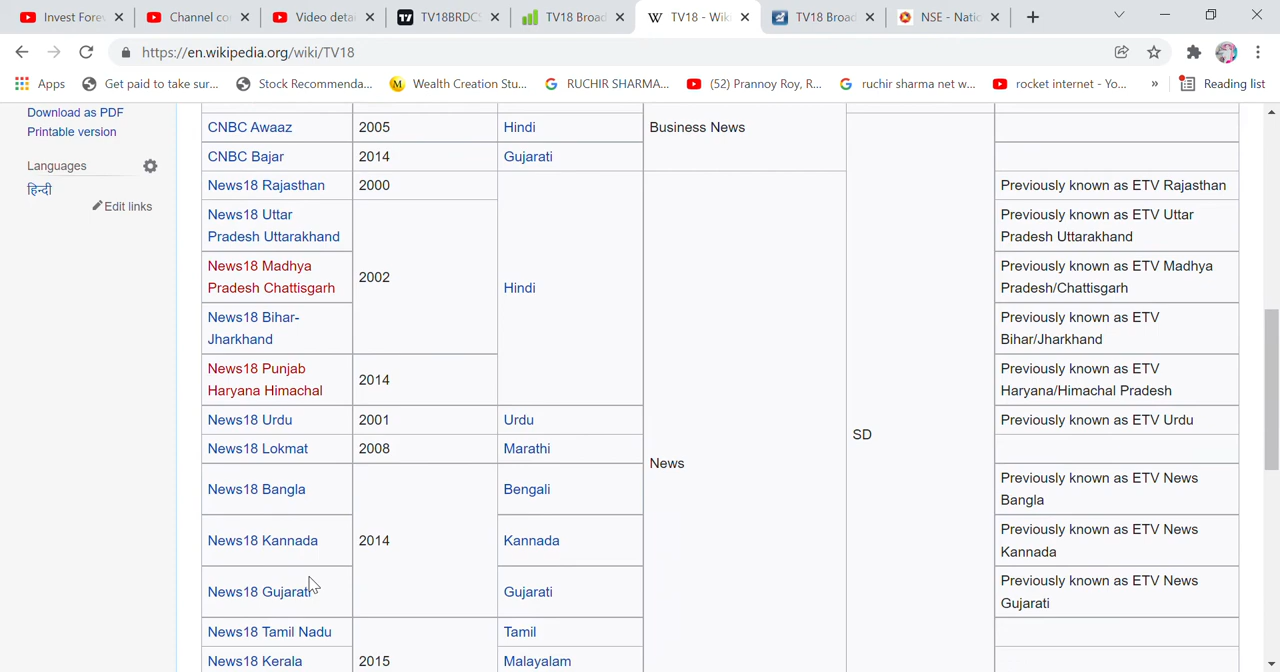 Invest Fore
Channel co
Video detai
TV18BRDCS
TV18 Broad
TV18 - Wiki
TV18 Broad
NSE - Natio
https://en.wikipedia.org/wiki/TV18
Apps
Get paid to take sur...
Stock Recommenda...
Wealth Creation Stu...
RUCHIR SHARMA...
(52) Prannoy Roy, R...
ruchir sharma net w...
rocket internet - Yo...
»
Reading list
Download as PDF
Printable version
Languages
हिन्दी
Edit links
CNBC Awaaz 2005 Hindi Business News
CNBC Bajar 2014 Gujarati
News18 Rajasthan 2000 Previously known as ETV Rajasthan
News18 Uttar
Pradesh Uttarakhand
2002
Previously known as ETV Uttar
Pradesh Uttarakhand
News18 Madhya
Pradesh Chattisgarh
Hindi
Previously known as ETV Madhya
Pradesh/Chattisgarh
News18 Bihar-
Jharkhand
Previously known as ETV
Bihar/Jharkhand
News18 Punjab
Haryana Himachal
2014
Previously known as ETV
Haryana/Himachal Pradesh
News18 Urdu 2001 Urdu Previously known as ETV Urdu
SD
News18 Lokmat 2008 Marathi
News
News18 Bangla Bengali
Previously known as ETV News
Bangla
News18 Kannada 2014 Kannada
Previously known as ETV News
Kannada
News18 Gujarati Gujarati
Previously known as ETV News
Gujarati
News18 Tamil Nadu Tamil
News18 Kerala 2015 Malayalam